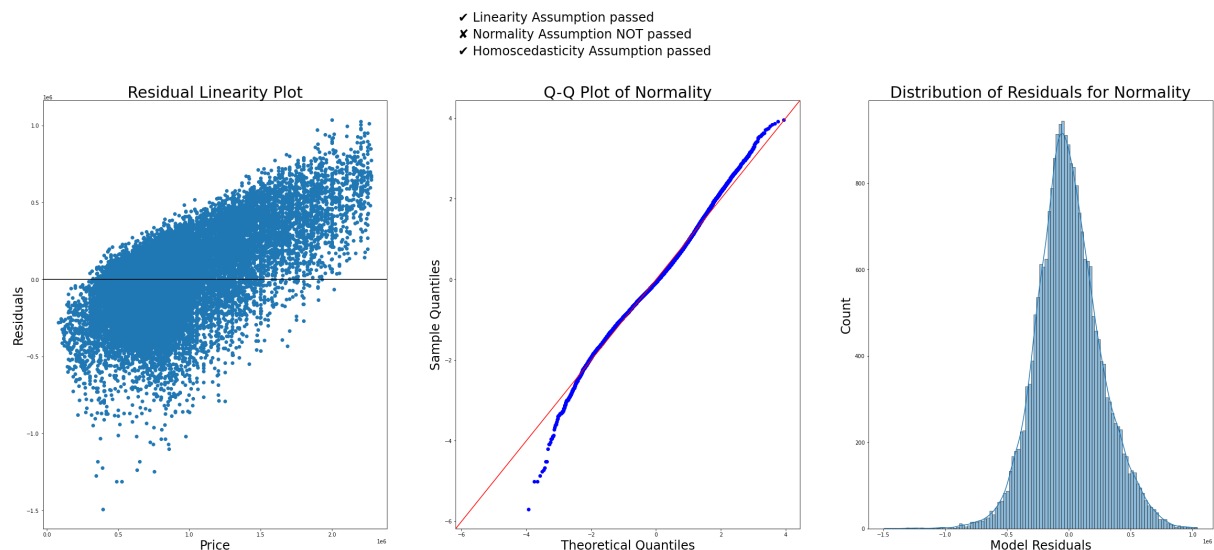 ✔ Linearity Assumption passed
✘ Normality Assumption NOT passed
✔ Homoscedasticity Assumption passed
Residual Linearity Plot
1e6
Residuals
1.0
0.5
0.0
−0.5
−1.0
−1.5
0.0
0.5
1.0
1.5
2.0
1e6
Price
Q-Q Plot of Normality
Sample Quantiles
4
2
0
−2
−4
−6
−6
−4
−2
0
2
4
Theoretical Quantiles
Distribution of Residuals for Normality
Count
800
600
400
200
0
−1.5
−1.0
−0.5
0.0
0.5
1.0
1e6
Model Residuals